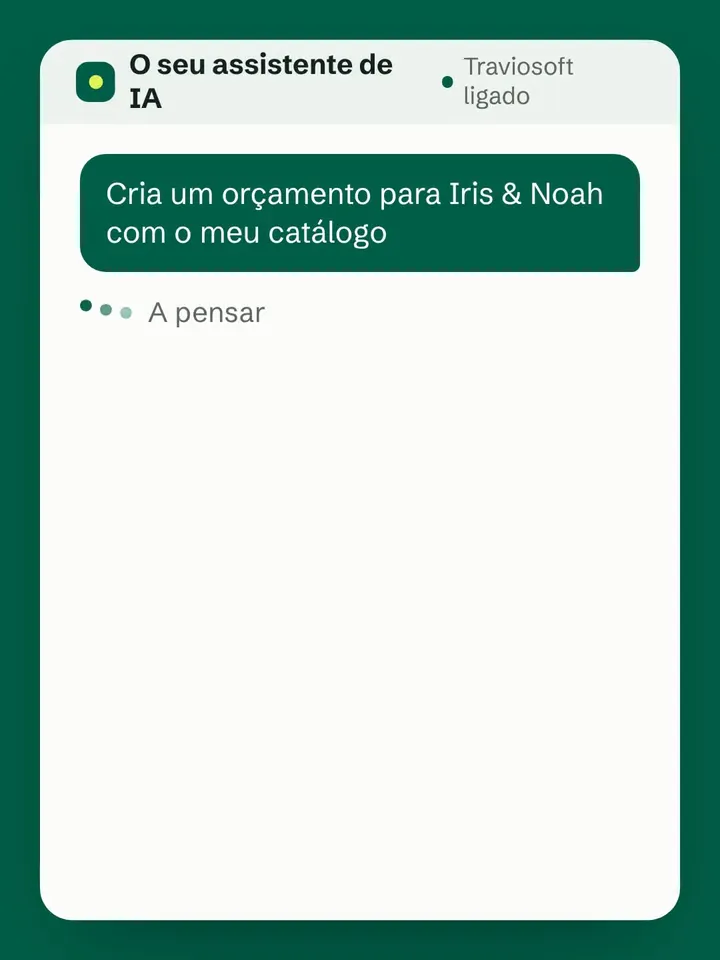 O seu assistente de
IA
Traviosoft
ligado
Cria um orçamento para Iris & Noah
com o meu catálogo
A pensar